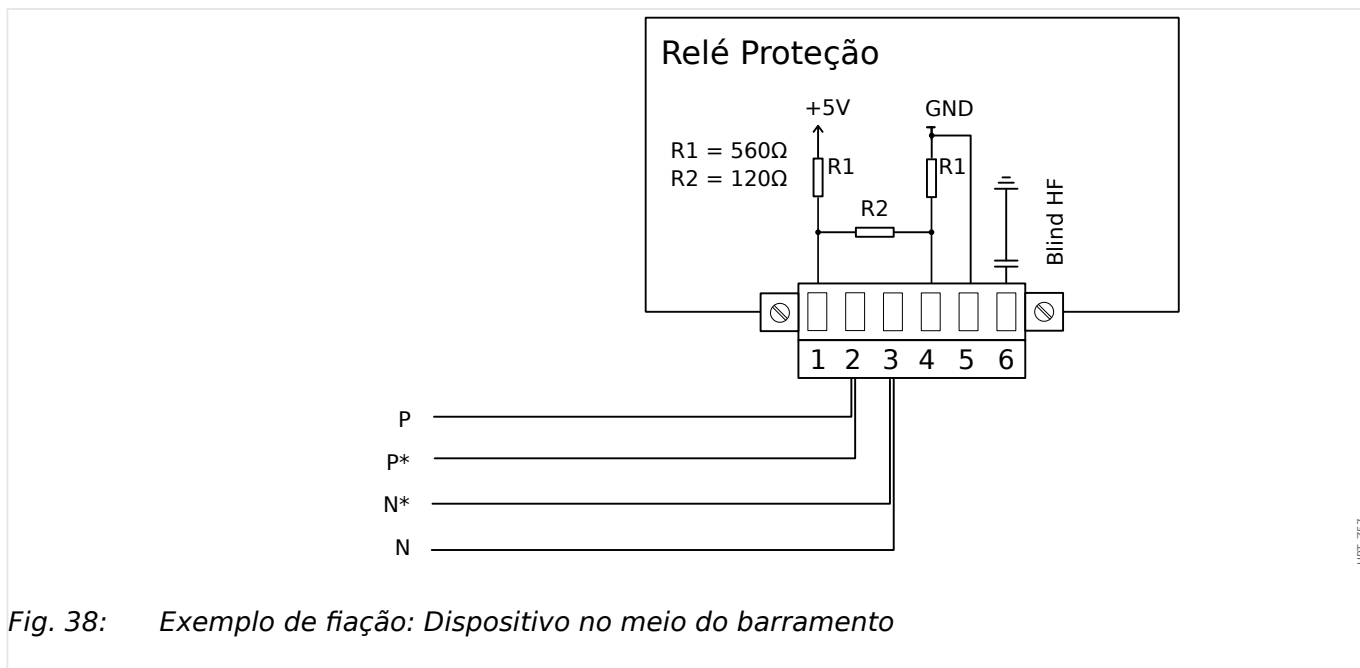 Relé Proteção
+5V
GND
R1 = 560Ω
R2 = 120Ω
R1
R1
R2
Blind HF
1 2 3 4 5 6
P
P*
N*
N
Fig. 38: Exemplo de fiação: Dispositivo no meio do barramento